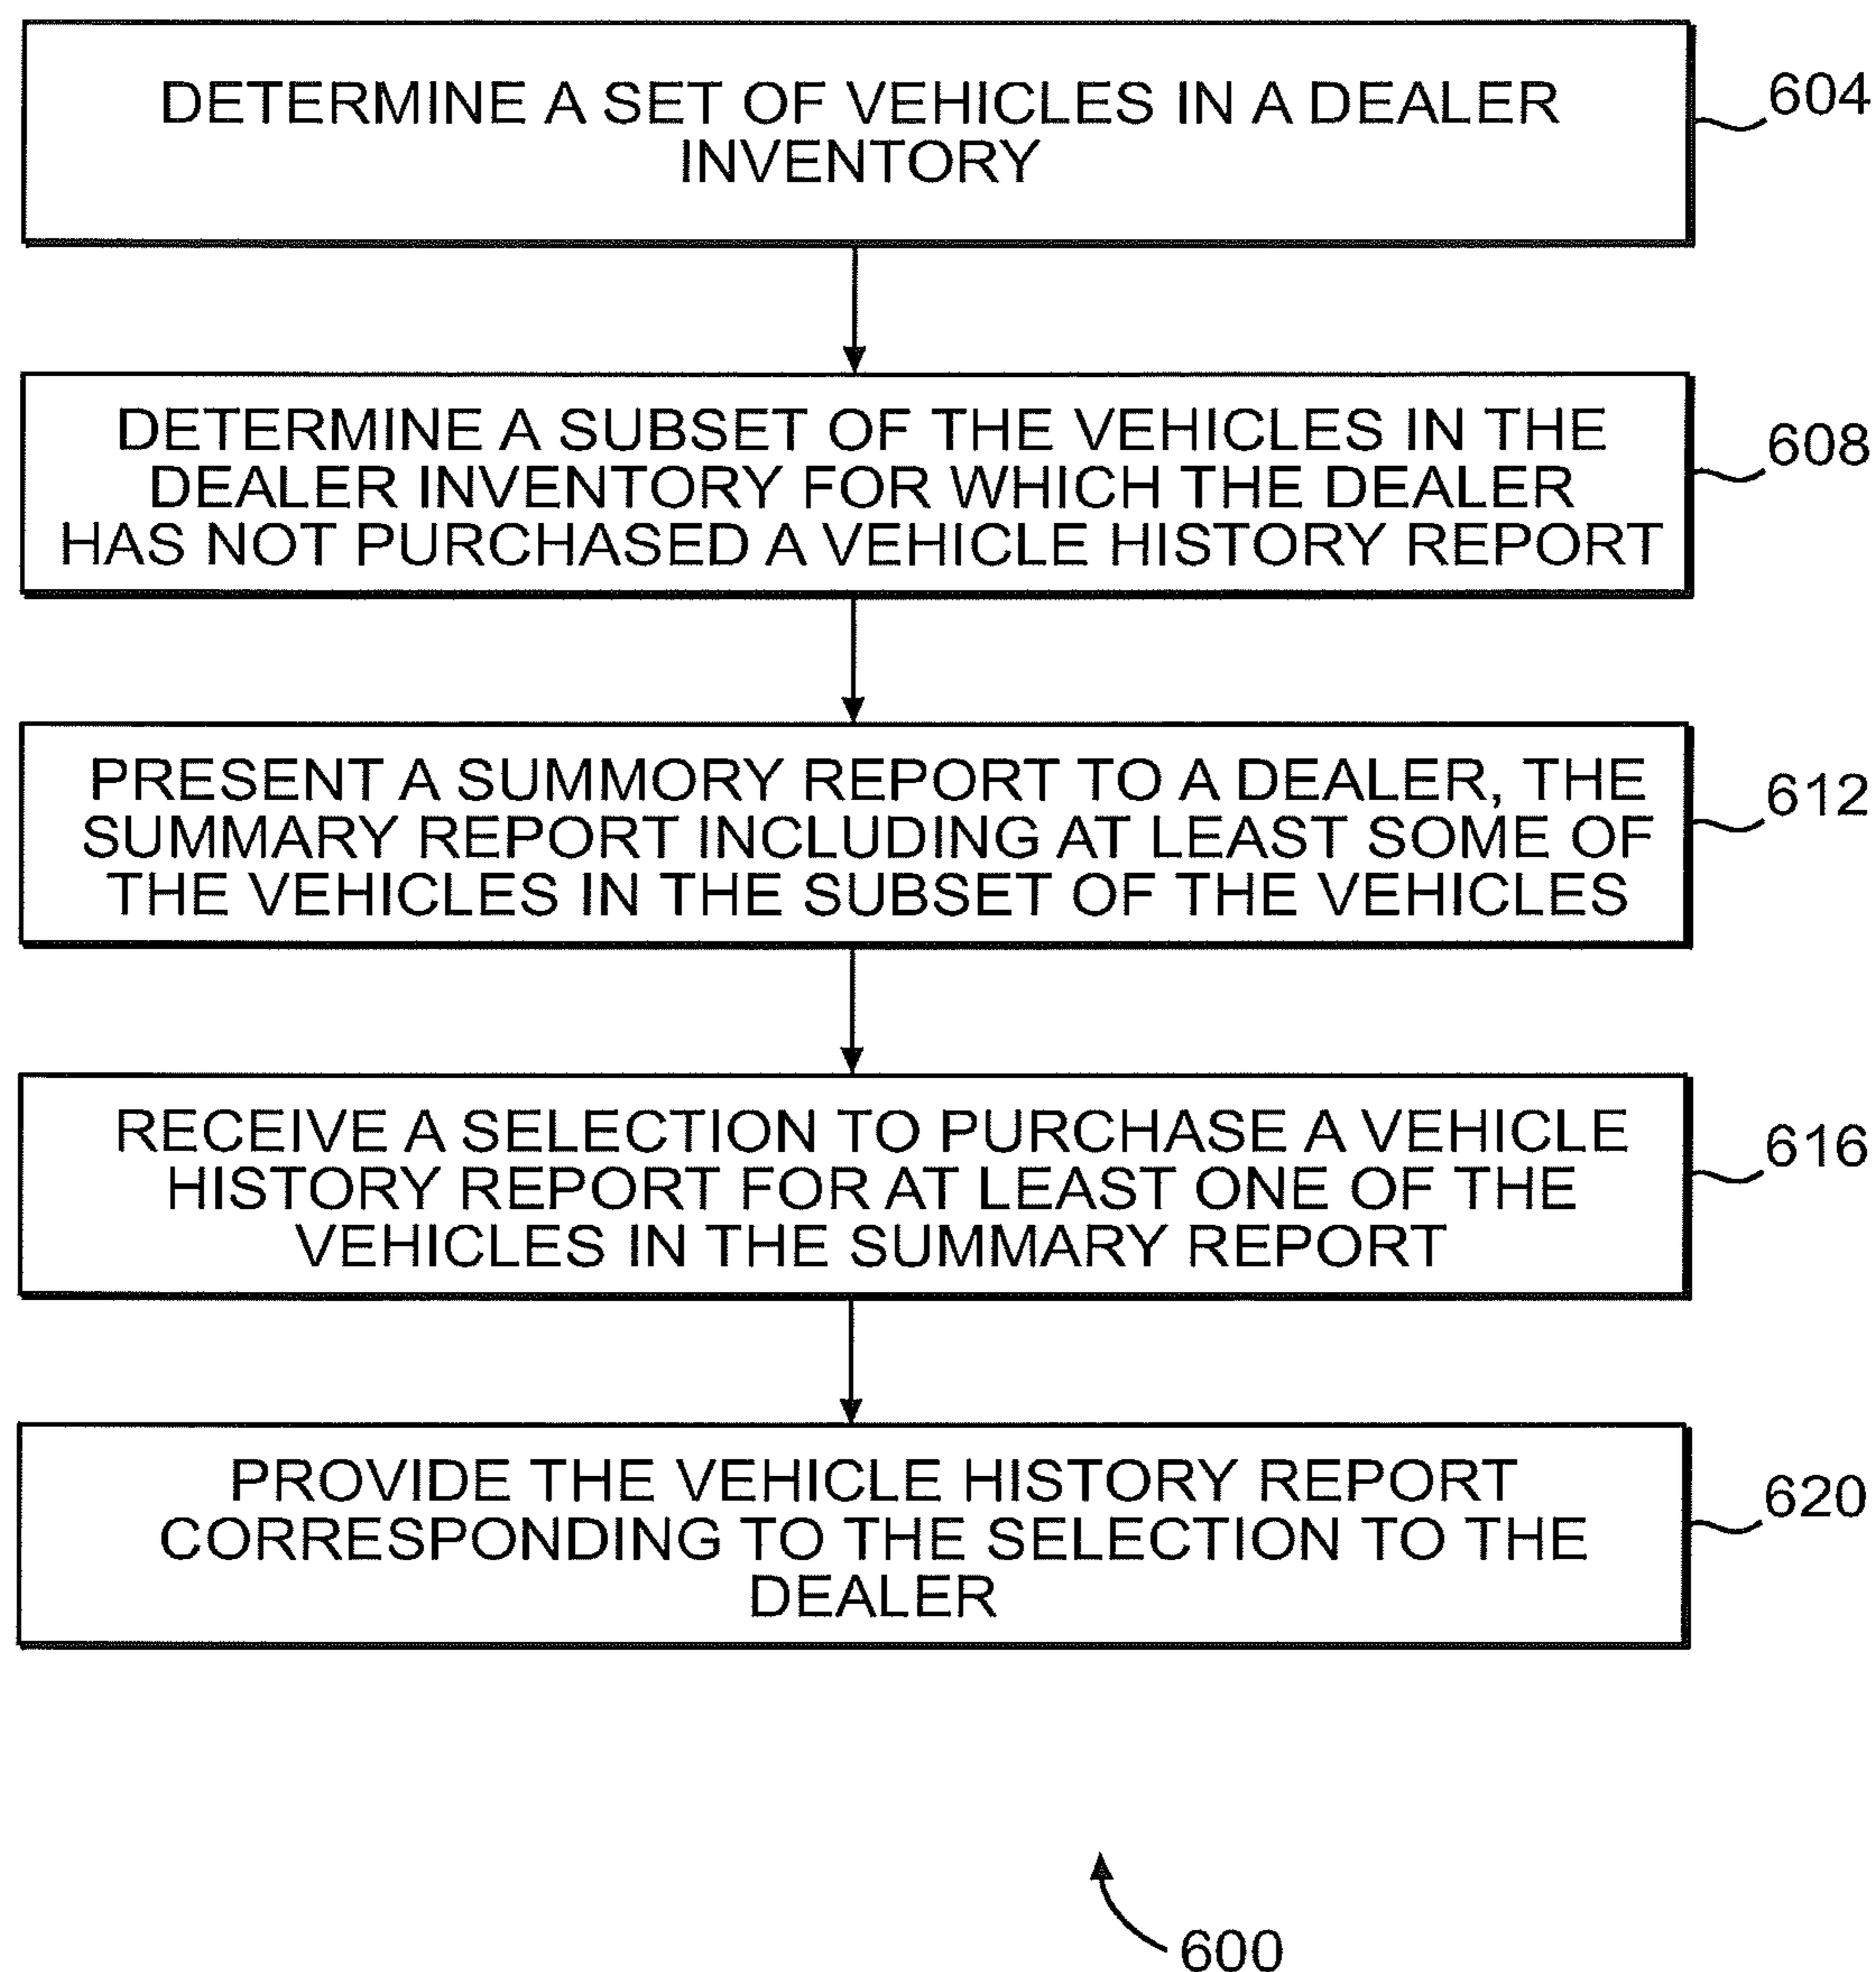 DETERMINE A SET OF VEHICLES IN A DEALER
INVENTORY
604
DETERMINE A SUBSET OF THE VEHICLES IN THE
DEALER INVENTORY FOR WHICH THE DEALER
HAS NOT PURCHASED A VEHICLE HISTORY REPORT
608
PRESENT A SUMMORY REPORT TO A DEALER, THE
SUMMARY REPORT INCLUDING AT LEAST SOME OF
THE VEHICLES IN THE SUBSET OF THE VEHICLES
612
RECEIVE A SELECTION TO PURCHASE A VEHICLE
HISTORY REPORT FOR AT LEAST ONE OF THE
VEHICLES IN THE SUMMARY REPORT
616
PROVIDE THE VEHICLE HISTORY REPORT
CORRESPONDING TO THE SELECTION TO THE
DEALER
620
600